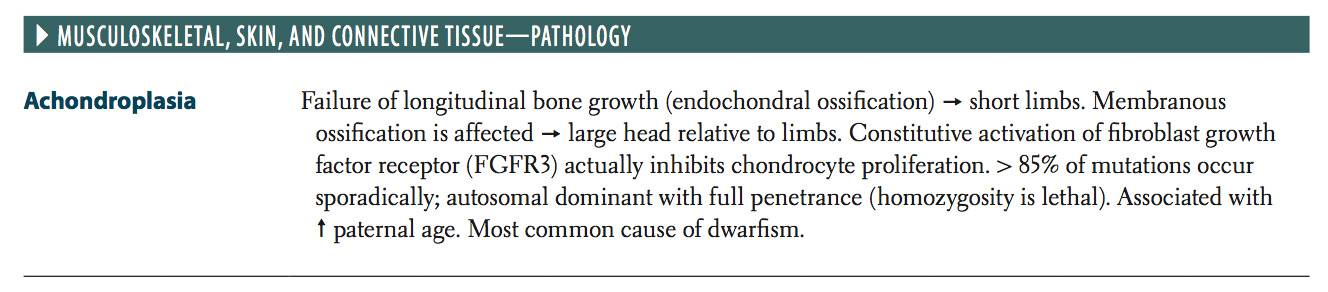 ▶ MUSCULOSKELETAL, SKIN, AND CONNECTIVE TISSUE—PATHOLOGY
Achondroplasia
Failure of longitudinal bone growth (endochondral ossification) → short limbs. Membranous
ossification is affected → large head relative to limbs. Constitutive activation of fibroblast growth
factor receptor (FGFR3) actually inhibits chondrocyte proliferation. > 85% of mutations occur
sporadically; autosomal dominant with full penetrance (homozygosity is lethal). Associated with
↑ paternal age. Most common cause of dwarfism.